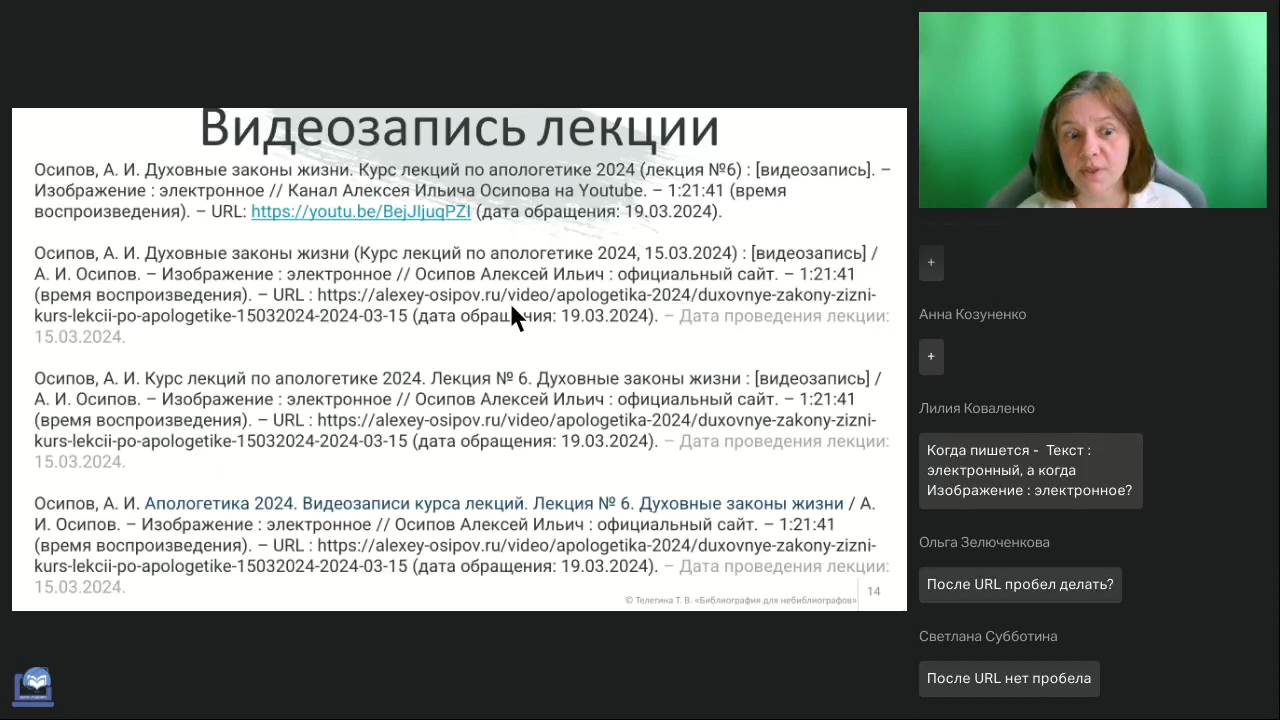 Видеозапись лекции
Осипов, А. И. Духовные законы жизни. Курс лекций по апологетике 2024 (лекция №6) : [видеозапись]. –
Изображение : электронное // Канал Алексея Ильича Осипова на Youtube. – 1:21:41 (время
воспроизведения). – URL: https://youtu.be/BejJljuqPZI (дата обращения: 19.03.2024).
Осипов, А. И. Духовные законы жизни (Курс лекций по апологетике 2024, 15.03.2024) : [видеозапись] /
А. И. Осипов. – Изображение : электронное // Осипов Алексей Ильич : официальный сайт. – 1:21:41
(время воспроизведения). – URL : https://alexey-osipov.ru/video/apologetika-2024/duxovnye-zakony-zizni-
kurs-lekcii-po-apologetike-15032024-2024-03-15 (дата обращения: 19.03.2024). – Дата проведения лекции:
15.03.2024.
Осипов, А. И. Курс лекций по апологетике 2024. Лекция № 6. Духовные законы жизни : [видеозапись] /
А. И. Осипов. – Изображение : электронное // Осипов Алексей Ильич : официальный сайт. – 1:21:41
(время воспроизведения). – URL : https://alexey-osipov.ru/video/apologetika-2024/duxovnye-zakony-zizni-
kurs-lekcii-po-apologetike-15032024-2024-03-15 (дата обращения: 19.03.2024). – Дата проведения лекции:
15.03.2024.
Осипов, А. И. Апологетика 2024. Видеозаписи курса лекций. Лекция № 6. Духовные законы жизни / А.
И. Осипов. – Изображение : электронное // Осипов Алексей Ильич : официальный сайт. – 1:21:41
(время воспроизведения). – URL : https://alexey-osipov.ru/video/apologetika-2024/duxovnye-zakony-zizni-
kurs-lekcii-po-apologetike-15032024-2024-03-15 (дата обращения: 19.03.2024). – Дата проведения лекции:
15.03.2024.
© Телегина Т. В. «Библиография для небиблиографов»
14
+
Анна Козуненко
+
Лилия Коваленко
Когда пишется - Текст :
электронный, а когда
Изображение : электронное?
Ольга Зелюченкова
После URL пробел делать?
Светлана Субботина
После URL нет пробела